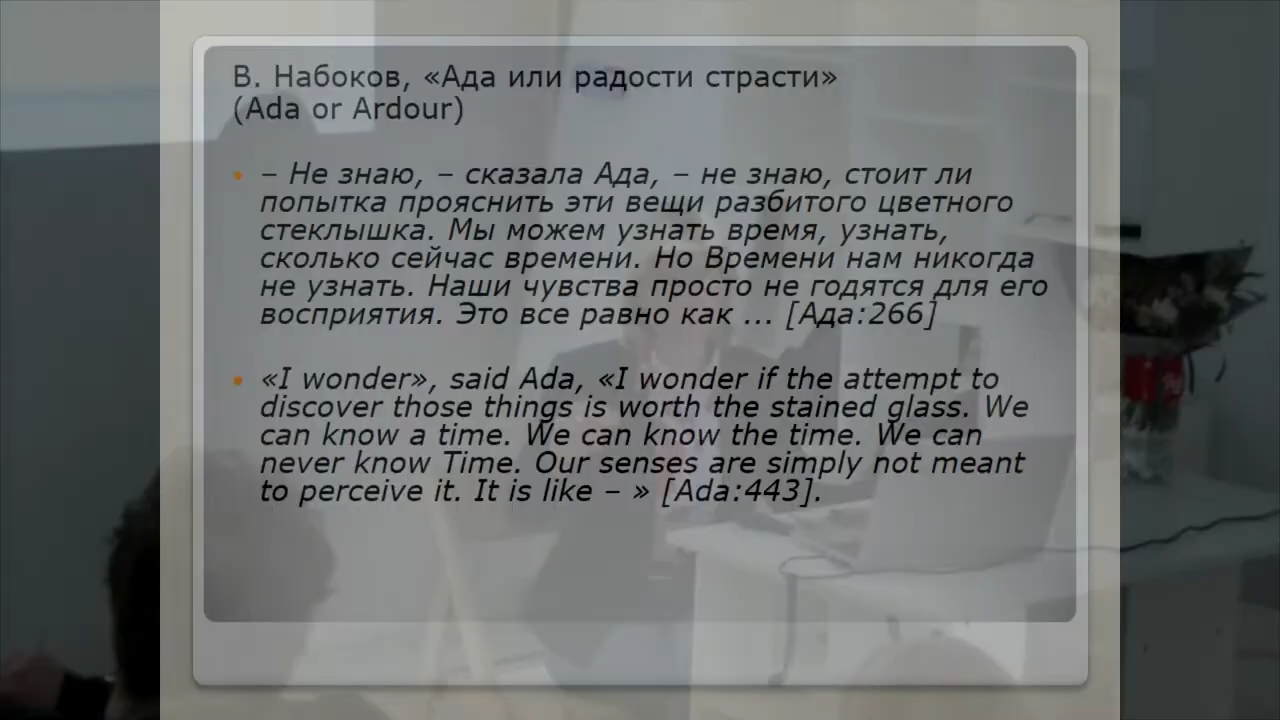 В. Набоков, «Ада или радости страсти»
(Ada or Ardour)
– Не знаю, – сказала Ада, – не знаю, стоит ли
попытка прояснить эти вещи разбитого цветного
стеклышка. Мы можем узнать время, узнать,
сколько сейчас времени. Но Времени нам никогда
не узнать. Наши чувства просто не годятся для его
восприятия. Это все равно как ... [Ада:266]
«I wonder», said Ada, «I wonder if the attempt to
discover those things is worth the stained glass. We
can know a time. We can know the time. We can
never know Time. Our senses are simply not meant
to perceive it. It is like – » [Ada:443].